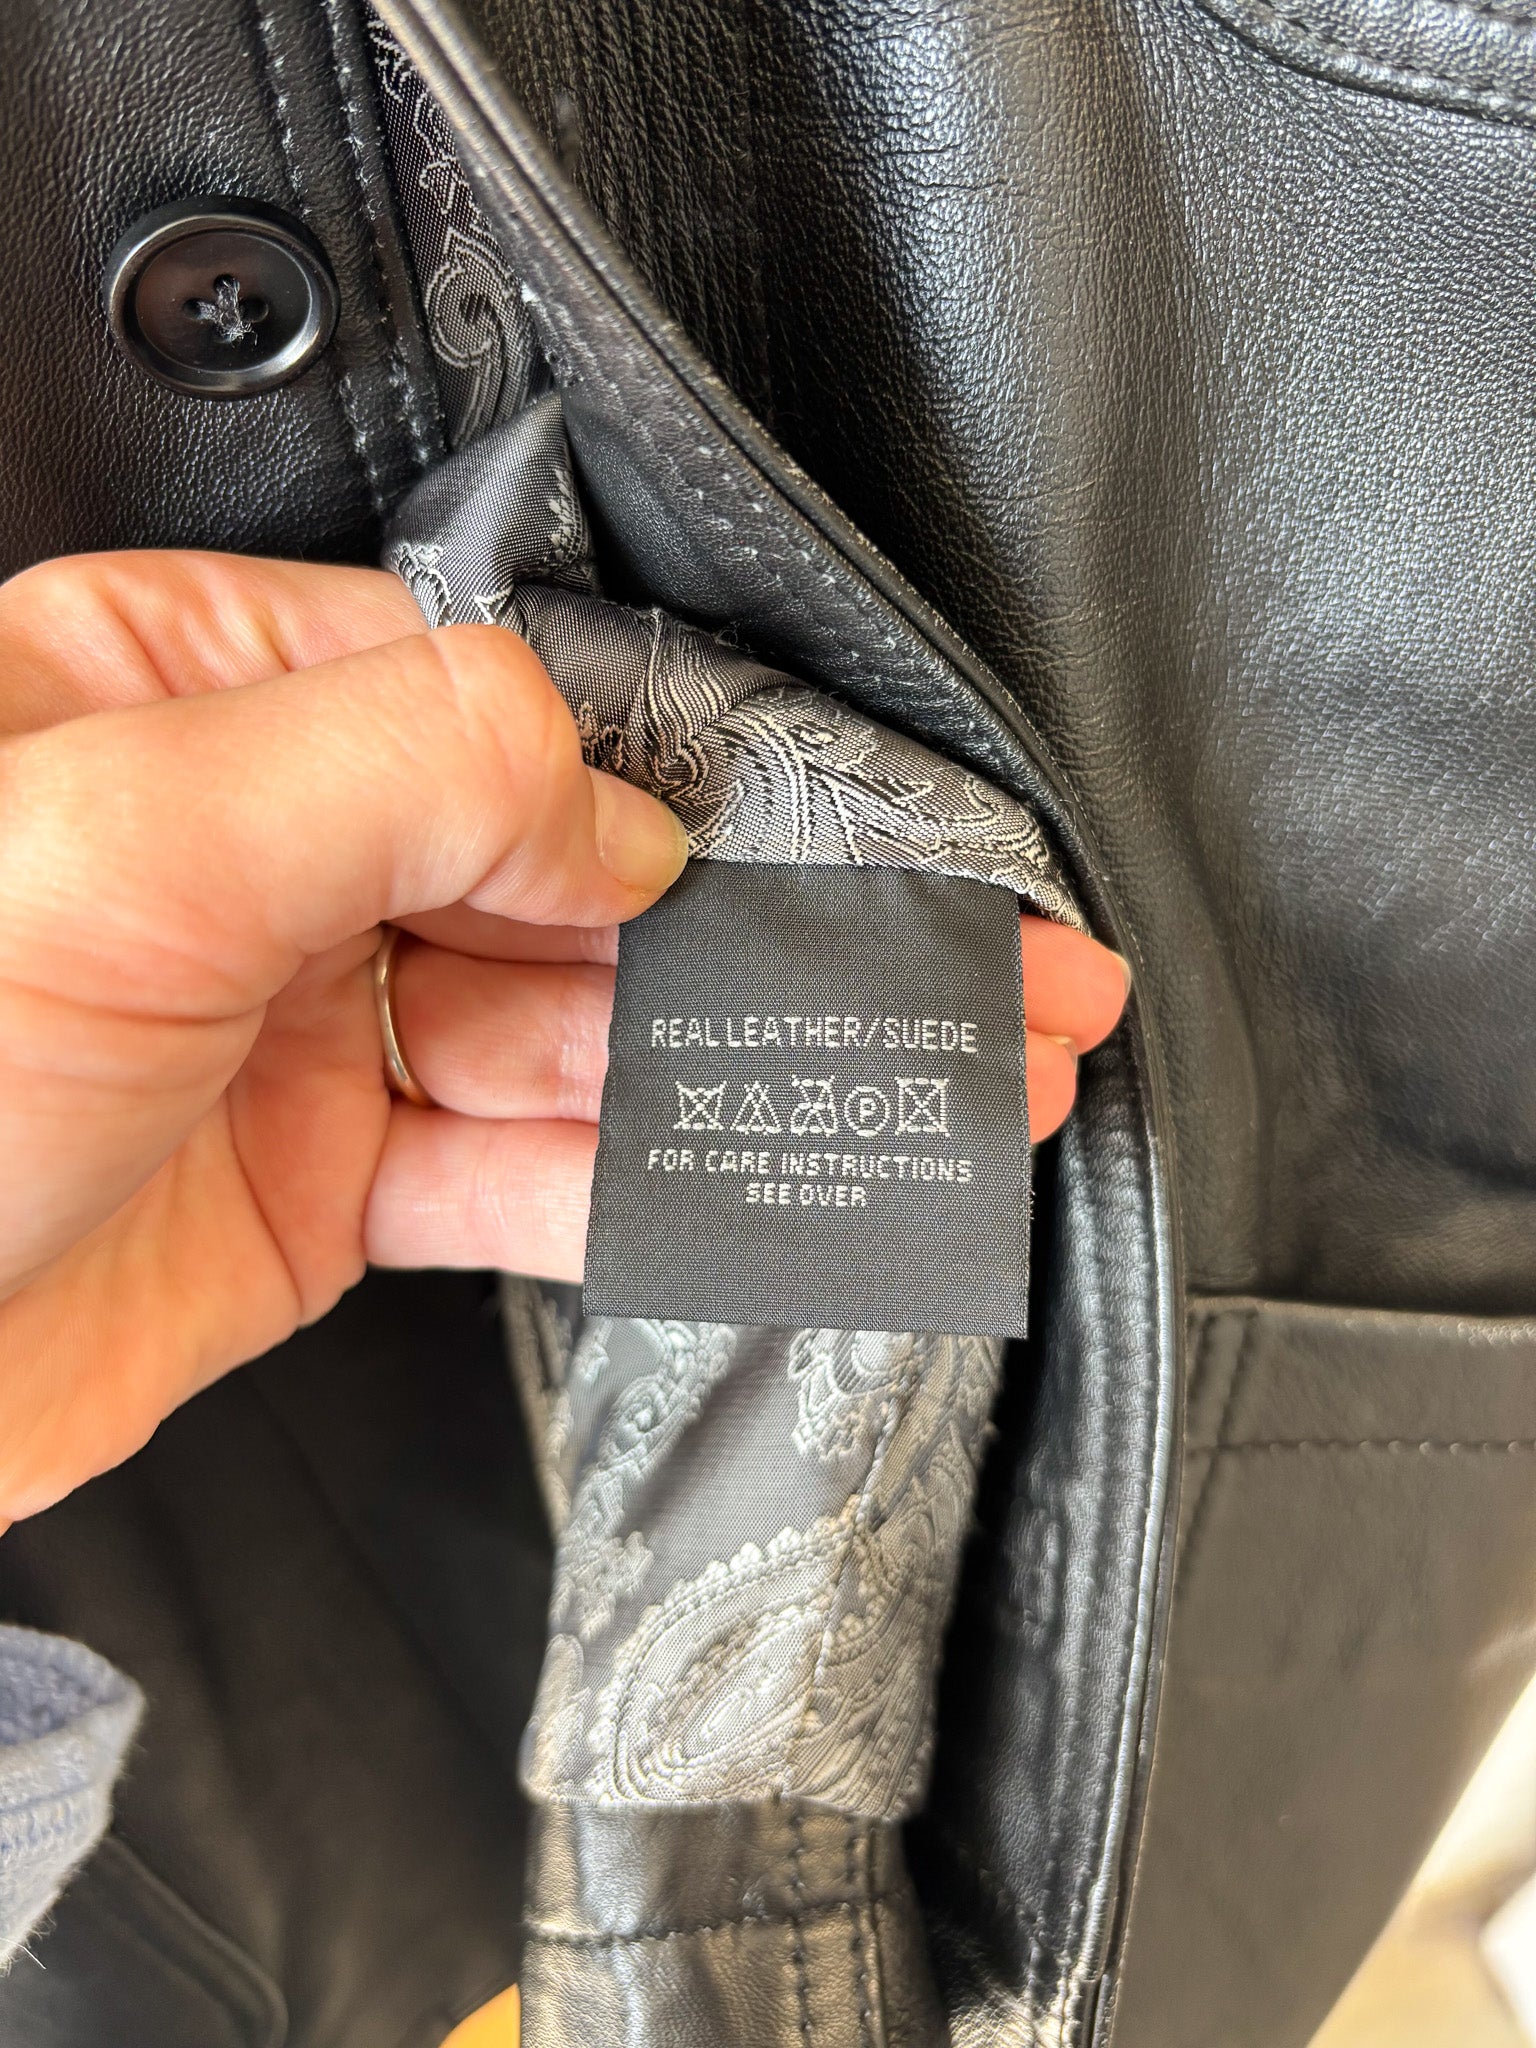 REAL LEATHER/SUEDE
P
FOR CARE INSTRUCTIONS
SEE OVER